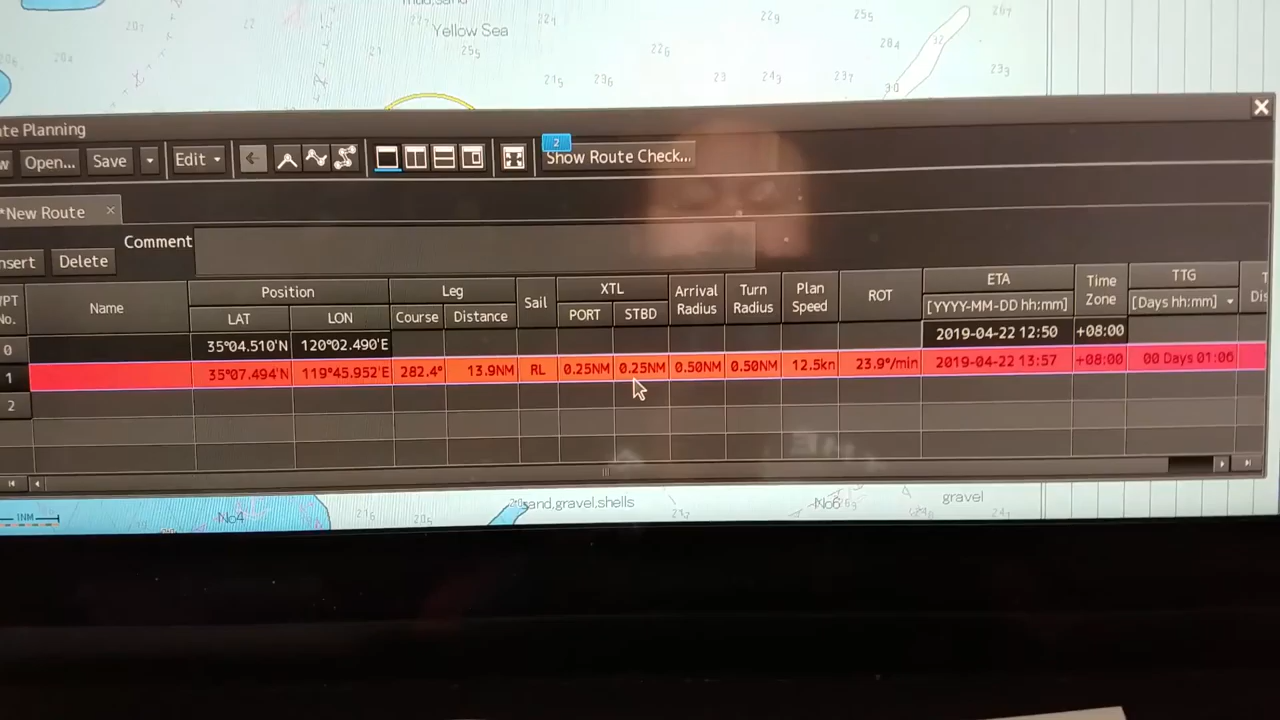 Yellow Sea
ate Planning
Open...
Save
Edit
2
Show Route Check...
*New Route
Comment
nsert
Delete
Name
Position
LAT
LON
Leg
Course
Distance
Sail
XTL
PORT
STBD
Arrival Radius
Turn Radius
Plan Speed
ROT
ETA
[YYYY-MM-DD hh:mm]
Time Zone
TTG
[Days hh:mm]
No.
0 35°04.510'N 120°02.490'E 2019-04-22 12:50 +08:00
1 35°07.494'N 119°45.952'E 282.4° 13.9NM RL 0.25NM 0.25NM 0.50NM 0.50NM 12.5kn 23.9°/min 2019-04-22 13:57 +08:00 00 Days 01:06
2
1NM
No4
sand,gravel,shells
No6
gravel